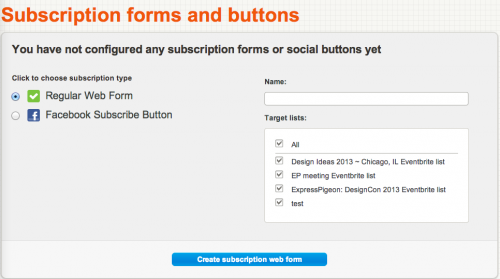 Subscription forms and buttons
You have not configured any subscription forms or social buttons yet
Click to choose subscription type
Regular Web Form
Facebook Subscribe Button
Name:
Target lists:
All
Design Ideas 2013 ~ Chicago, IL Eventbrite list
EP meeting Eventbrite list
ExpressPigeon: DesignCon 2013 Eventbrite list
test
Create subscription web form